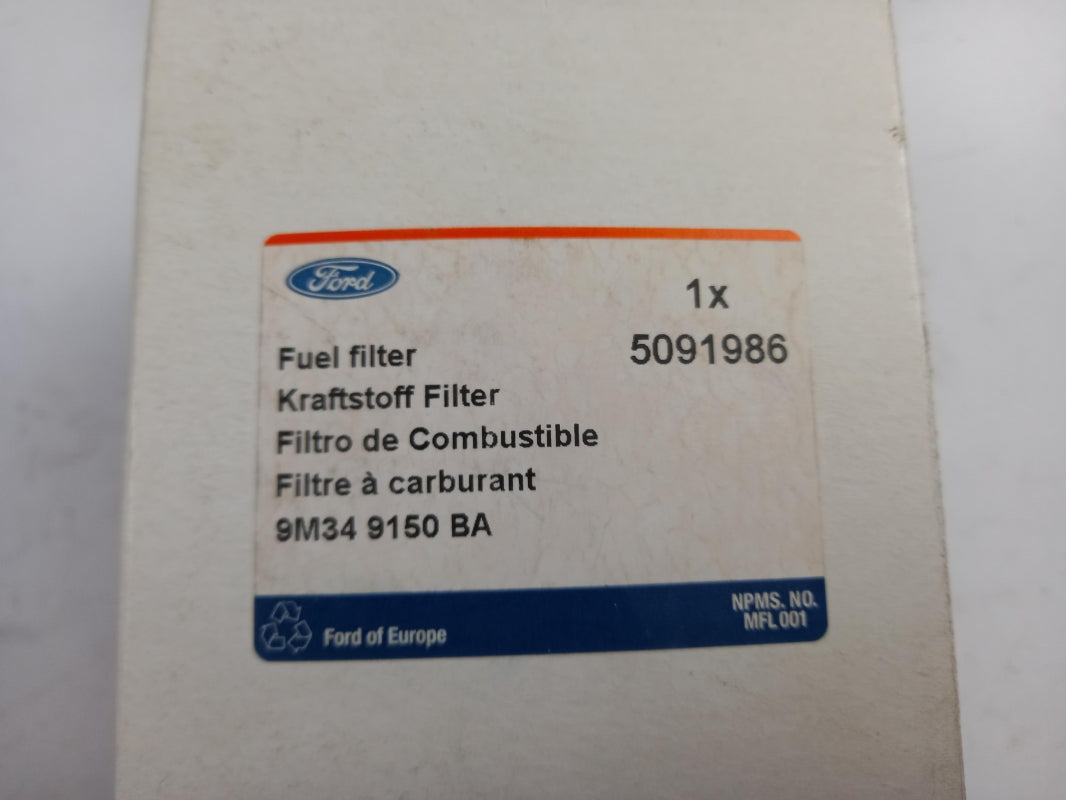 Ford
1x
5091986
Fuel filter
Kraftstoff Filter
Filtro de Combustible
Filtre à carburant
9M34 9150 BA
Ford of Europe
NPMS. NO.
MFL 001